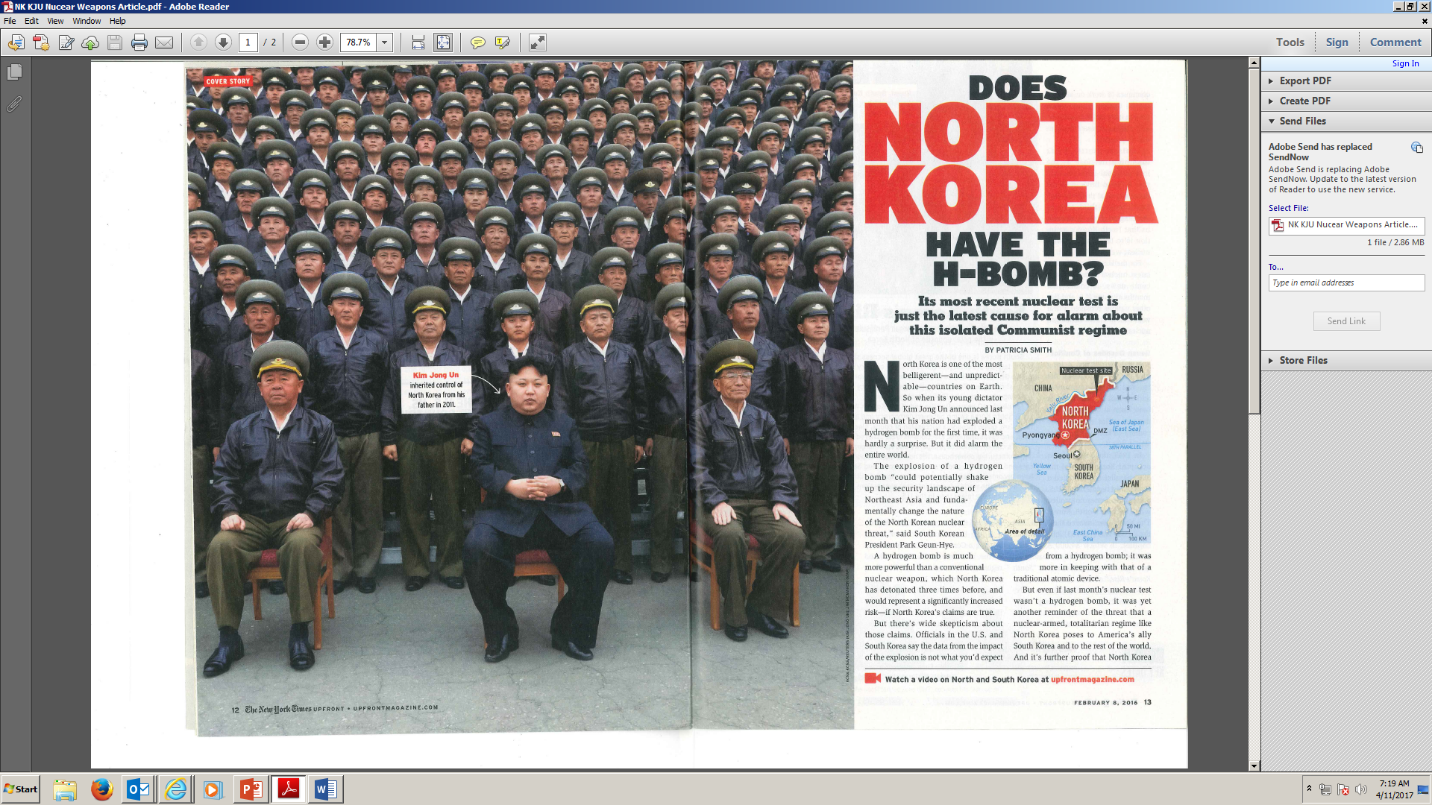 NK KJU Nucear Weapons Article.pdf - Adobe Reader
File Edit View Window Help
1 / 2
78.7%
Tools
Sign
Comment
COVER STORY
Kim Jong Un
inherited control of
North Korea from his
father in 2011.
12 The New York Times UPFRONT • UPFRONTMAGAZINE.COM
DOES
NORTH
KOREA
HAVE THE
H-BOMB?
Its most recent nuclear test is
just the latest cause for alarm about
this isolated Communist regime
BY PATRICIA SMITH
North Korea is one of the most
belligerent—and unpredict-
able—countries on Earth.
So when its young dictator
Kim Jong Un announced last
month that his nation had exploded a
hydrogen bomb for the first time, it was
hardly a surprise. But it did alarm the
entire world.
The explosion of a hydrogen
bomb “could potentially shake
up the security landscape of
Northeast Asia and funda-
mentally change the nature
of the North Korean nuclear
threat,” said South Korean
President Park Geun-Hye.
A hydrogen bomb is much
more powerful than a conventional
nuclear weapon, which North Korea
has detonated three times before, and
would represent a significantly increased
risk—if North Korea's claims are true.
But there's wide skepticism about
those claims. Officials in the U.S. and
South Korea say the data from the impact
of the explosion is not what you'd expect
Nuclear test site
RUSSIA
CHINA
N
W E
S
NORTH
KOREA
Sea of Japan
(East Sea)
Pyongyang
DMZ
38TH PARALLEL
Seoul
Yellow
Sea
SOUTH
KOREA
JAPAN
EUROPE
ASIA
AFRICA
Area of detail
East China
Sea
50 MI
100 KM
from a hydrogen bomb; it was
more in keeping with that of a
traditional atomic device.
But even if last month's nuclear test
wasn't a hydrogen bomb, it was yet
another reminder of the threat that a
nuclear-armed, totalitarian regime like
North Korea poses to America's ally
South Korea and to the rest of the world.
And it's further proof that North Korea
Watch a video on North and South Korea at upfrontmagazine.com
FEBRUARY 8, 2016 13
Sign In
Export PDF
Create PDF
Send Files
Adobe Send has replaced
SendNow
Adobe Send is replacing Adobe
SendNow. Update to the latest version
of Reader to use the new service.
Select File:
NK KJU Nucear Weapons Article....
1 file / 2.86 MB
To...
Type in email addresses
Send Link
Store Files
Start
7:19 AM
4/11/2017